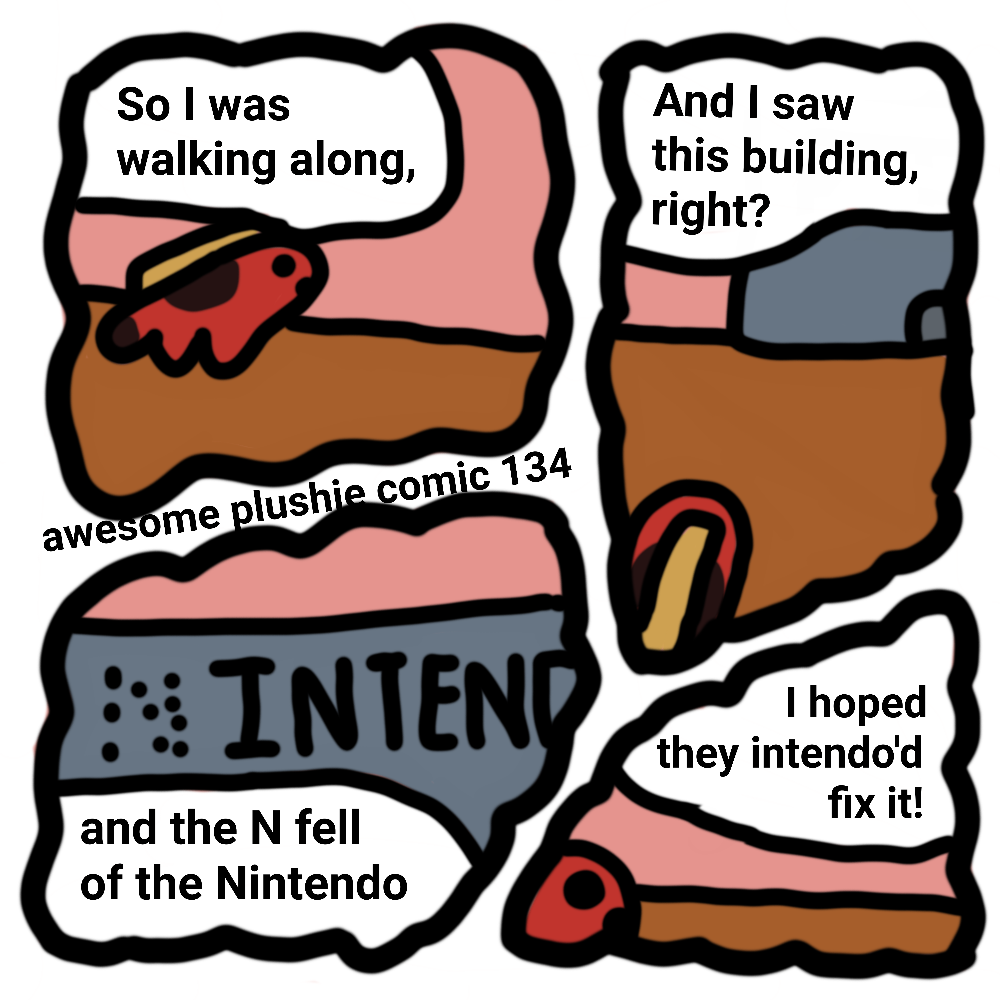 So I was
walking along,
And I saw
this building,
right?
awesome plushie comic 134
INTEND
and the N fell
of the Nintendo
I hoped
they intendo'd
fix it!